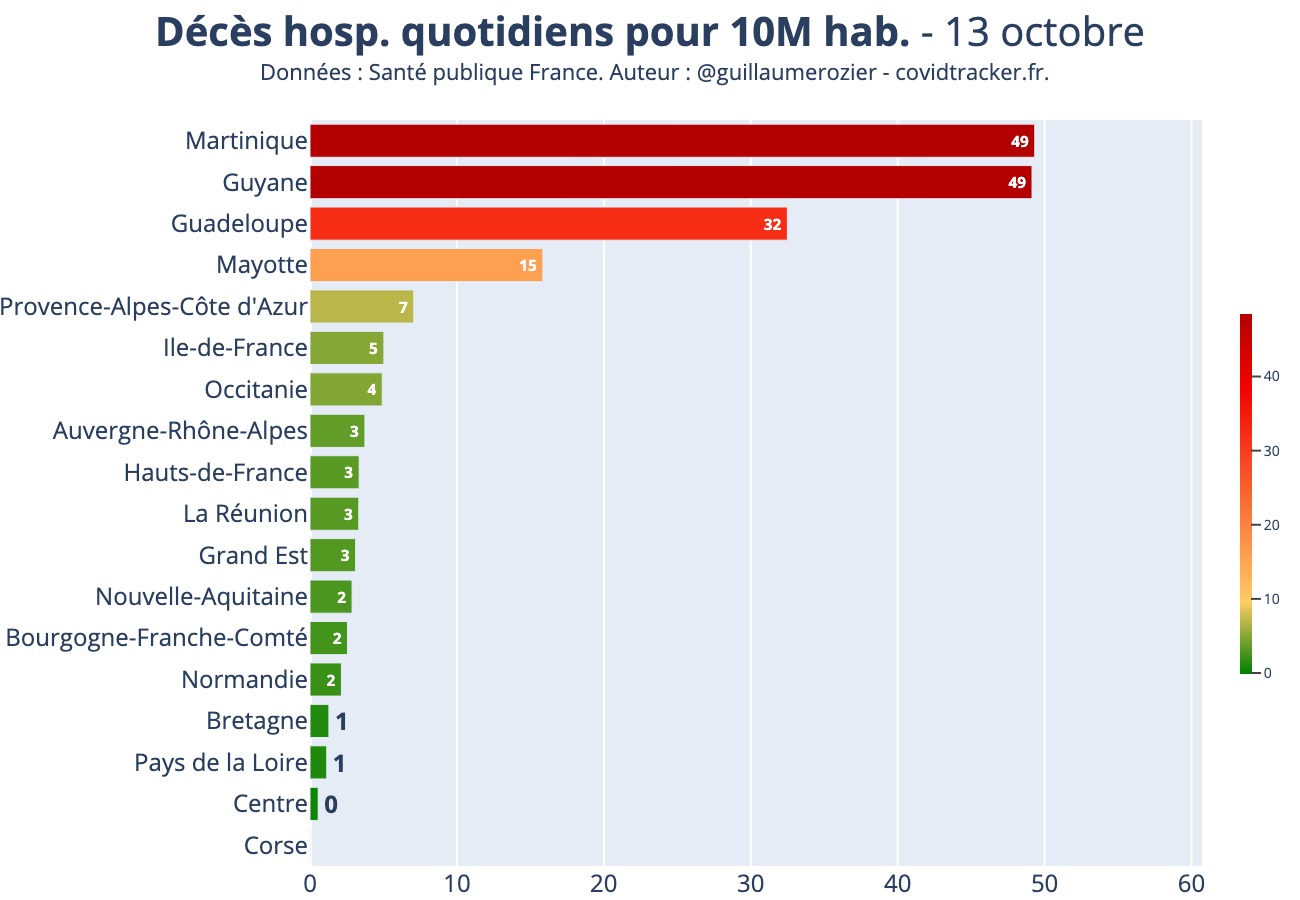 Décès hosp. quotidiens pour 10M hab. - 13 octobre
Données : Santé publique France. Auteur : @guillaumerozier - covidtracker.fr.
Martinique 49
Guyane 49
Guadeloupe 32
Mayotte 15
Provence-Alpes-Côte d'Azur 7
Ile-de-France 5
Occitanie 4
Auvergne-Rhône-Alpes 3
Hauts-de-France 3
La Réunion 3
Grand Est 3
Nouvelle-Aquitaine 2
Bourgogne-Franche-Comté 2
Normandie 2
Bretagne 1
Pays de la Loire 1
Centre 0
Corse
0 10 20 30 40 50 60
40
30
20
10
0